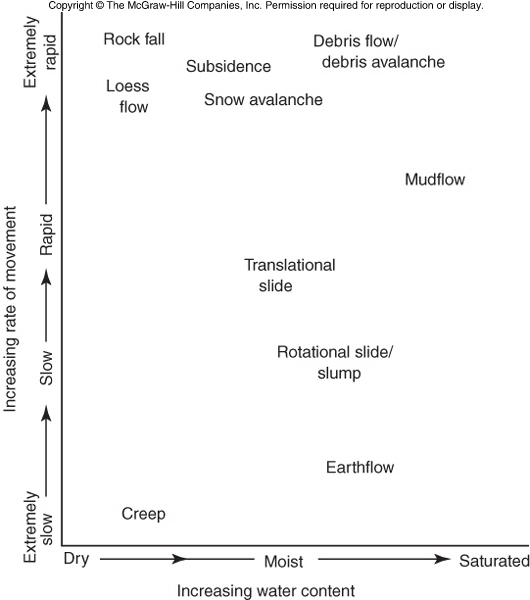 Copyright © The McGraw-Hill Companies, Inc. Permission required for reproduction or display.
Extremely
rapid
Rock fall
Debris flow/
debris avalanche
Subsidence
Loess
flow
Snow avalanche
Mudflow
Increasing rate of movement
Rapid
Translational
slide
Slow
Rotational slide/
slump
Earthflow
Extremely
slow
Creep
Dry
Moist
Saturated
Increasing water content